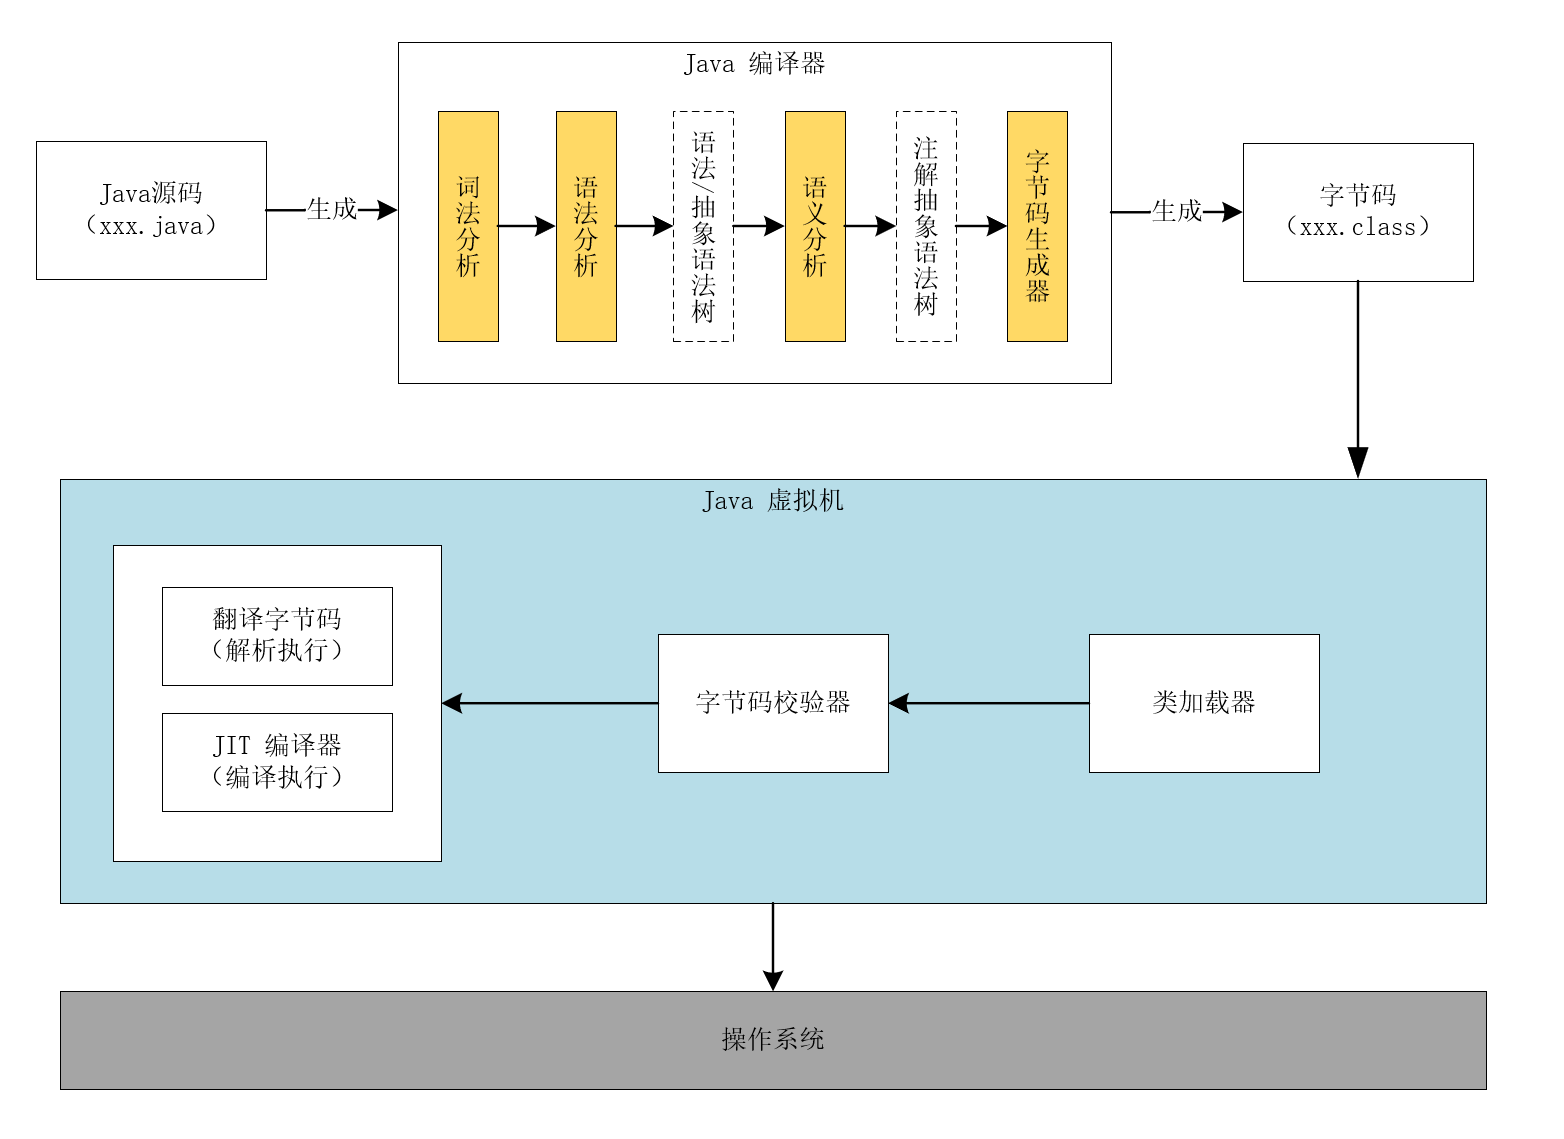 Java 编译器
Java源码
（xxx.java）
生成
词法分析
语法分析
语法/抽象语法树
语义分析
注解抽象语法树
字节码生成器
生成
字节码
（xxx.class）
Java 虚拟机
翻译字节码
（解析执行）
JIT 编译器
（编译执行）
字节码校验器
类加载器
操作系统